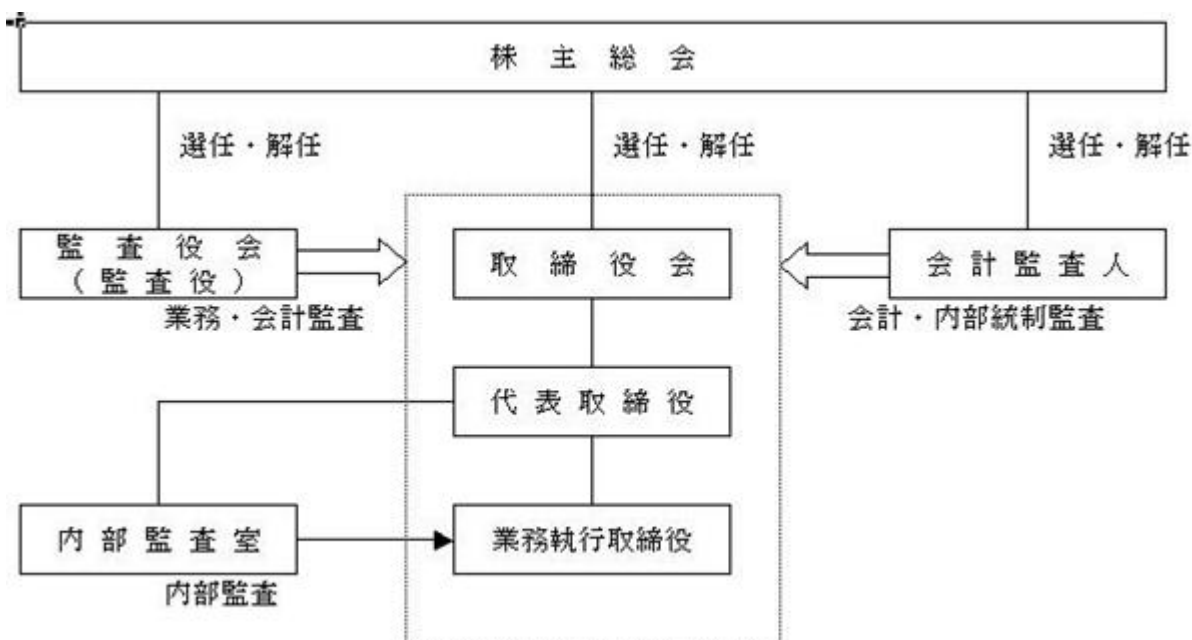 株主総会
選任・解任
選任・解任
選任・解任
監査役会
(監査役)
取締役会
会計監査人
業務・会計監査
会計・内部統制監査
代表取締役
内部監査室
業務執行取締役
内部監査